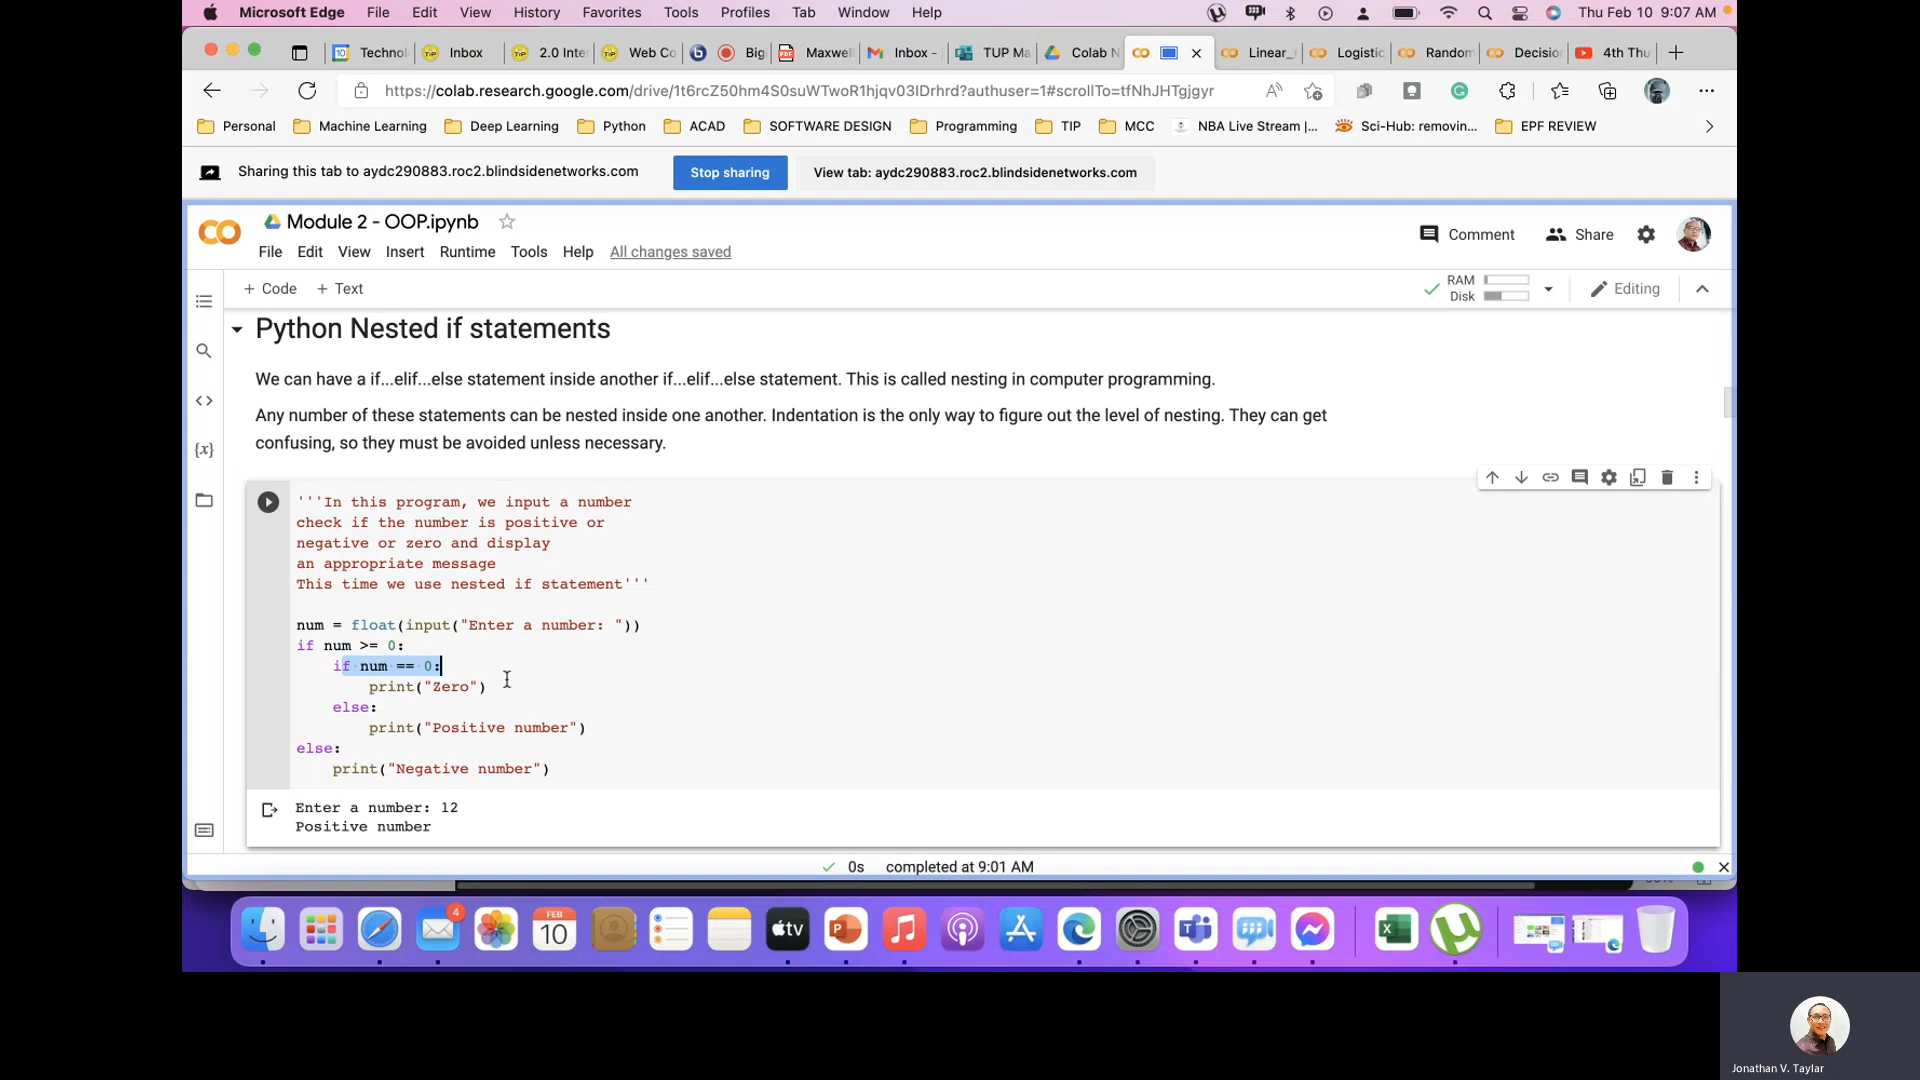 Microsoft Edge File Edit View History Favorites Tools Profiles Tab Window Help Thu Feb 10 9:07 AM
Technol Inbox 2.0 Inte Web Co Big Maxwel Inbox - TUP Ma Colab N Linear_ Logistic Random Decisio 4th Thu
https://colab.research.google.com/drive/1t6rcZ50hm4S0suWTwoR1hjqv03IDrhrd?authuser=1#scrollTo=tfNhJHTgjgyr
Personal Machine Learning Deep Learning Python ACAD SOFTWARE DESIGN Programming TIP MCC NBA Live Stream |... Sci-Hub: removin... EPF REVIEW
Sharing this tab to aydc290883.roc2.blindsidenetworks.com Stop sharing View tab: aydc290883.roc2.blindsidenetworks.com
Module 2 - OOP.ipynb
Comment Share
File Edit View Insert Runtime Tools Help All changes saved
+ Code + Text
RAM
Disk
Editing
Python Nested if statements
We can have a if...elif...else statement inside another if...elif...else statement. This is called nesting in computer programming.
Any number of these statements can be nested inside one another. Indentation is the only way to figure out the level of nesting. They can get
confusing, so they must be avoided unless necessary.
'''In this program, we input a number
check if the number is positive or
negative or zero and display
an appropriate message
This time we use nested if statement'''
num = float(input("Enter a number: "))
if num >= 0:
if num == 0:
print("Zero")
else:
print("Positive number")
else:
print("Negative number")
Enter a number: 12
Positive number
0s completed at 9:01 AM
4
FEB
10
tv
Jonathan V. Taylor